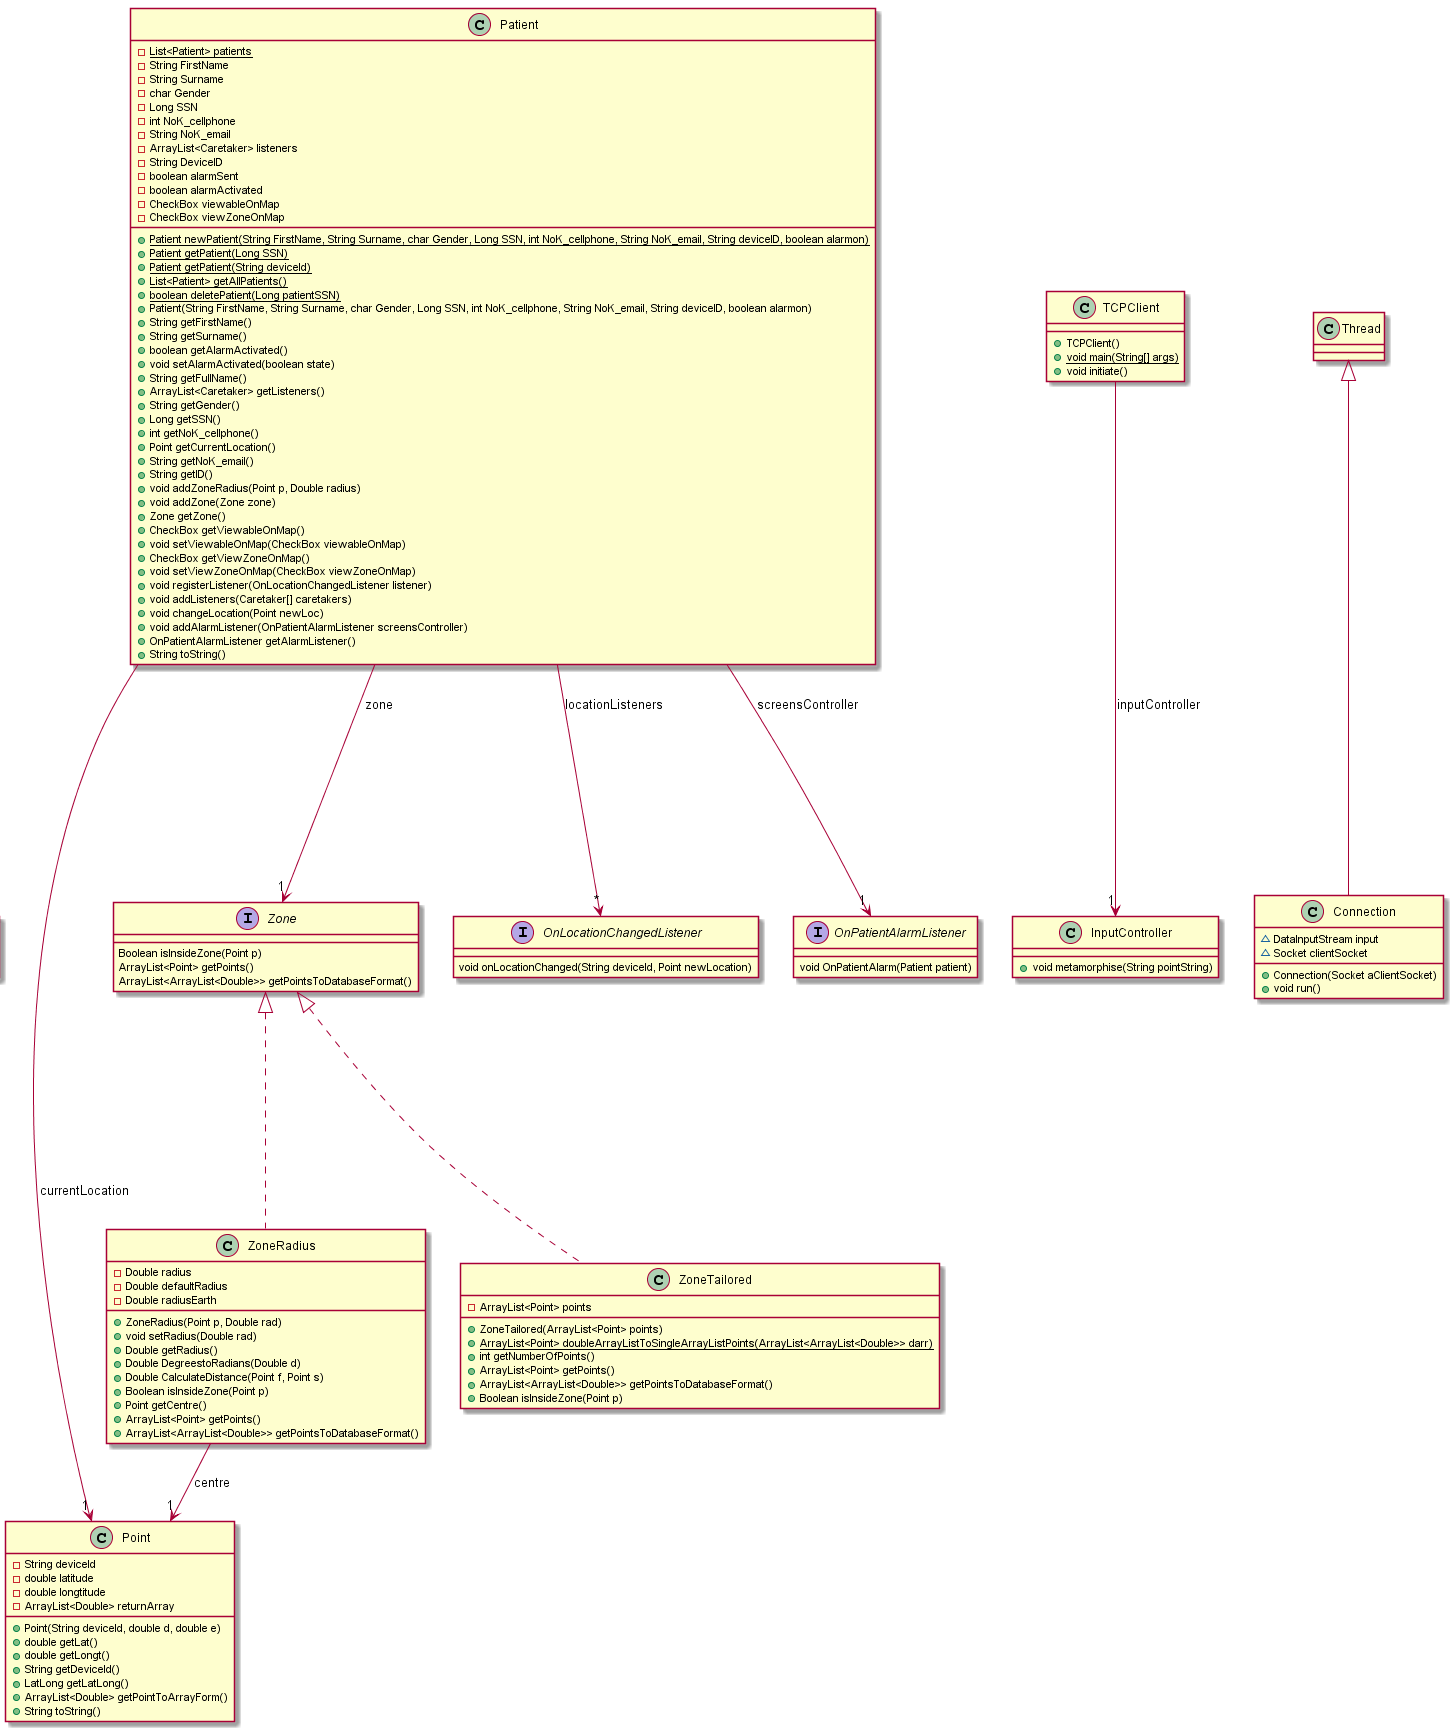 C Patient
List<Patient> patients
String FirstName
String Surname
char Gender
Long SSN
int NoK_cellphone
String NoK_email
ArrayList<Caretaker> listeners
String DeviceID
boolean alarmSent
boolean alarmActivated
CheckBox viewableOnMap
CheckBox viewZoneOnMap
Patient newPatient(String FirstName, String Surname, char Gender, Long SSN, int NoK_cellphone, String NoK_email, String deviceID, boolean alarmon)
Patient getPatient(Long SSN)
Patient getPatient(String deviceId)
List<Patient> getAllPatients()
boolean deletePatient(Long patientSSN)
Patient(String FirstName, String Surname, char Gender, Long SSN, int NoK_cellphone, String NoK_email, String deviceID, boolean alarmon)
String getFirstName()
String getSurname()
boolean getAlarmActivated()
void setAlarmActivated(boolean state)
String getFullName()
ArrayList<Caretaker> getListeners()
String getGender()
Long getSSN()
int getNoK_cellphone()
Point getCurrentLocation()
String getNoK_email()
String getID()
void addZoneRadius(Point p, Double radius)
void addZone(Zone zone)
Zone getZone()
CheckBox getViewableOnMap()
void setViewableOnMap(CheckBox viewableOnMap)
CheckBox getViewZoneOnMap()
void setViewZoneOnMap(CheckBox viewZoneOnMap)
void registerListener(OnLocationChangedListener listener)
void addListeners(Caretaker[] caretakers)
void changeLocation(Point newLoc)
void addAlarmListener(OnPatientAlarmListener screensController)
OnPatientAlarmListener getAlarmListener()
String toString()
C TCPClient
TCPClient()
void main(String[] args)
void initiate()
C Thread
zone
locationListeners
screensController
inputController
1
*
1
1
I Zone
Boolean isInsideZone(Point p)
ArrayList<Point> getPoints()
ArrayList<ArrayList<Double>> getPointsToDatabaseFormat()
I OnLocationChangedListener
void onLocationChanged(String deviceId, Point newLocation)
I OnPatientAlarmListener
void OnPatientAlarm(Patient patient)
C InputController
void metamorphise(String pointString)
C Connection
DataInputStream input
Socket clientSocket
Connection(Socket aClientSocket)
void run()
currentLocation
C ZoneRadius
Double radius
Double defaultRadius
Double radiusEarth
ZoneRadius(Point p, Double rad)
void setRadius(Double rad)
Double getRadius()
Double DegreestoRadians(Double d)
Double CalculateDistance(Point f, Point s)
Boolean isInsideZone(Point p)
Point getCentre()
ArrayList<Point> getPoints()
ArrayList<ArrayList<Double>> getPointsToDatabaseFormat()
C ZoneTailored
ArrayList<Point> points
ZoneTailored(ArrayList<Point> points)
ArrayList<Point> doubleArrayListToSingleArrayListPoints(ArrayList<ArrayList<Double>> darr)
int getNumberOfPoints()
ArrayList<Point> getPoints()
ArrayList<ArrayList<Double>> getPointsToDatabaseFormat()
Boolean isInsideZone(Point p)
centre
1
1
C Point
String deviceId
double latitude
double longtitude
ArrayList<Double> returnArray
Point(String deviceId, double d, double e)
double getLat()
double getLongt()
String getDeviceId()
LatLong getLatLong()
ArrayList<Double> getPointToArrayForm()
String toString()